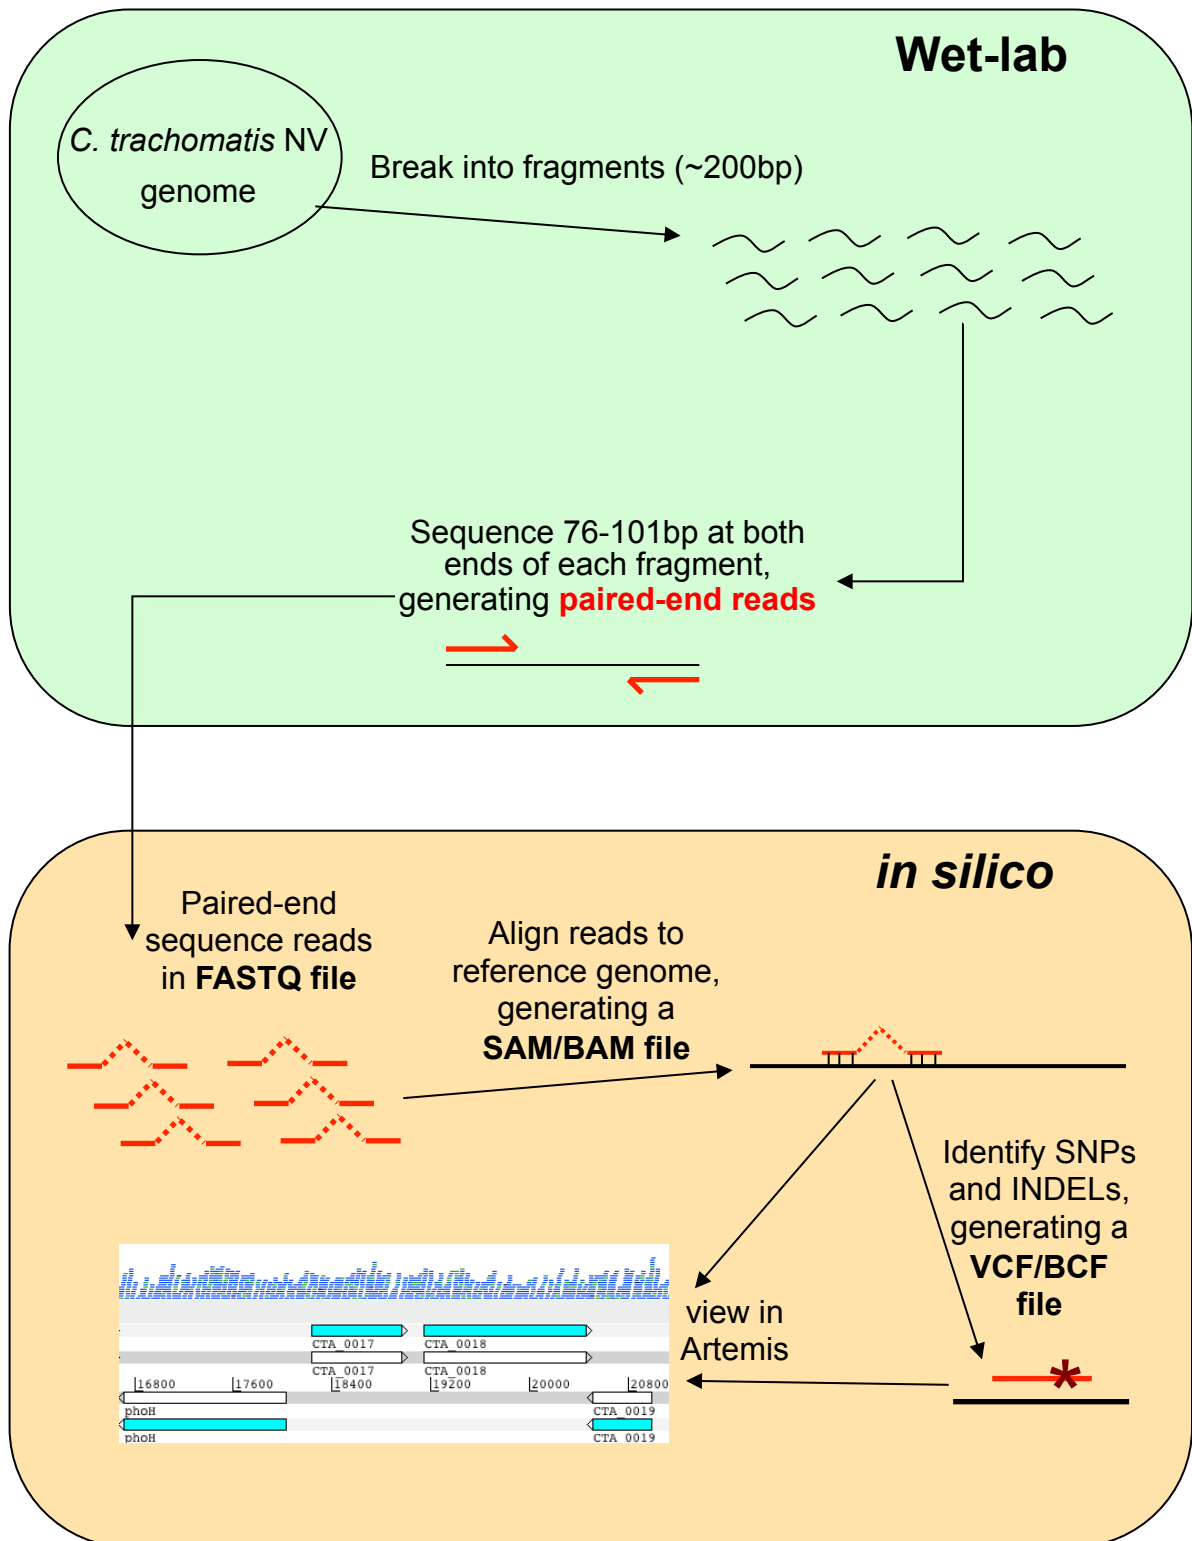 Wet-lab
C. trachomatis NV
genome
Break into fragments (~200bp)
Sequence 76-101bp at both
ends of each fragment,
generating paired-end reads
in silico
Paired-end
sequence reads
in FASTQ file
Align reads to
reference genome,
generating a
SAM/BAM file
Identify SNPs
and INDELs,
generating a
VCF/BCF
file
view in
Artemis
CTA_0017 CTA_0018
CTA_0017 CTA_0018
16800 17600 18400 19200 20000 20800
phoH CTA_0019
phoH CTA_0019
*